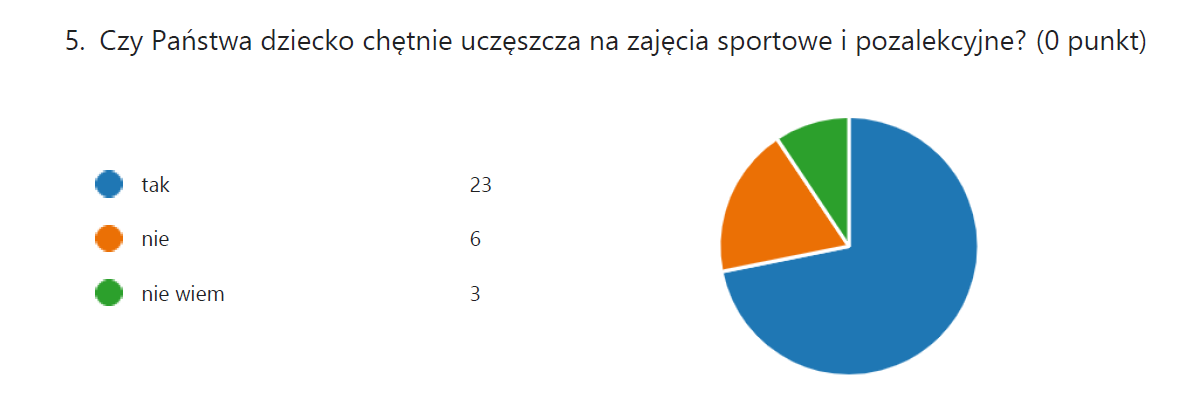 5. Czy Państwa dziecko chętnie uczęszcza na zajęcia sportowe i pozalekcyjne? (0 punkt)
tak 23
nie 6
nie wiem 3